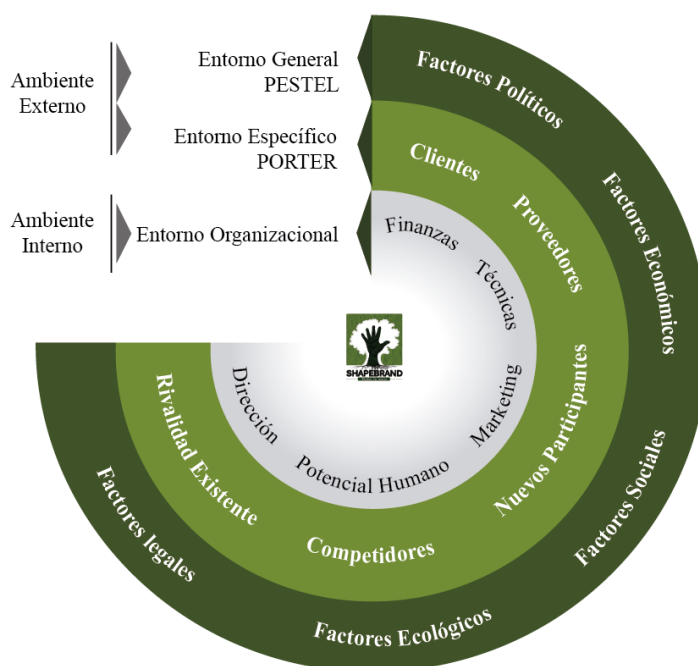 Ambiente
Externo
Entorno General
PESTEL
Entorno Específico
PORTER
Ambiente
Interno
Entorno Organizacional
Factores Políticos
Factores Económicos
Factores Sociales
Factores Ecológicos
Factores legales
Clientes
Proveedores
Nuevos Participantes
Competidores
Rivalidad Existente
Finanzas
Técnicas
Marketing
Potencial Humano
Dirección
SHAPEBRAND